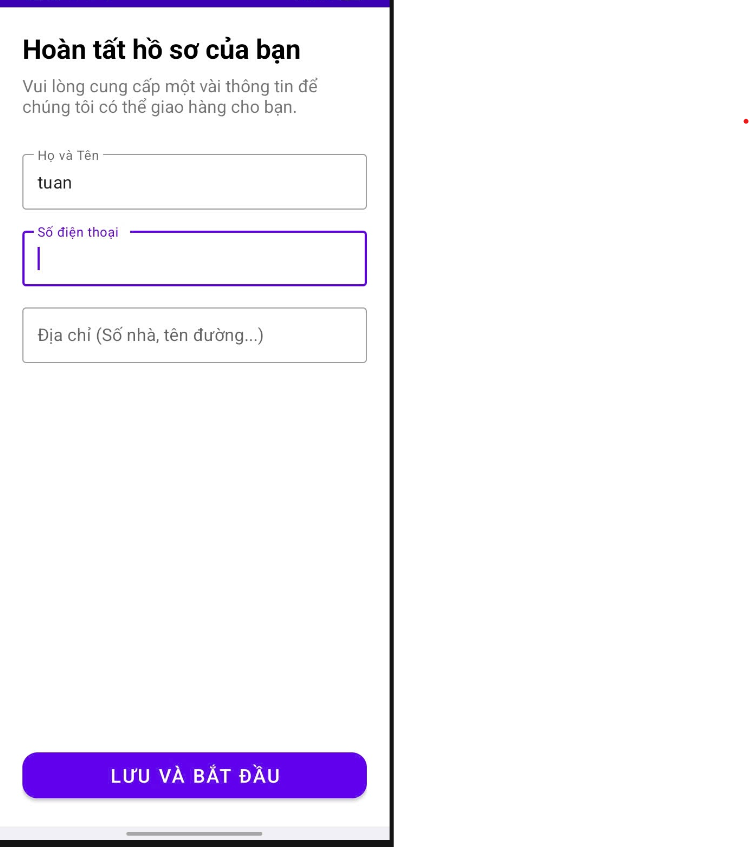 Hoàn tất hồ sơ của bạn
Vui lòng cung cấp một vài thông tin để
chúng tôi có thể giao hàng cho bạn.
Họ và Tên
tuan
Số điện thoại
Địa chỉ (Số nhà, tên đường...)
LƯU VÀ BẮT ĐẦU